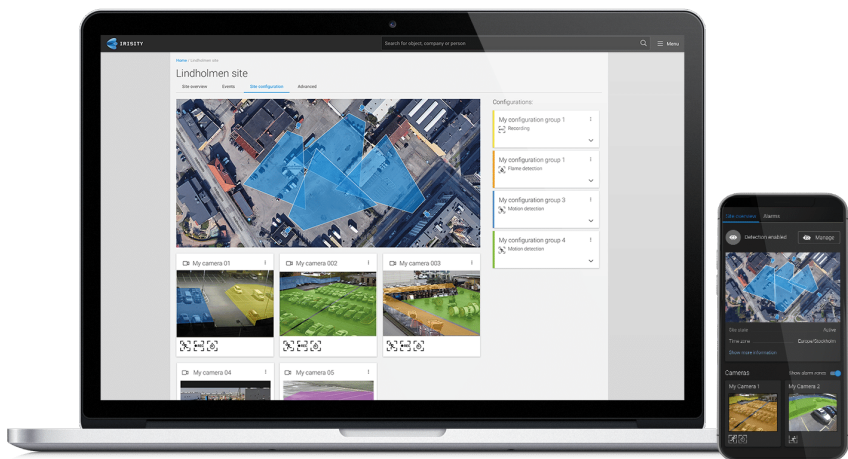 IRISITY
Search for object, company or person
Menu
Home / Lindholmen site
Lindholmen site
Site overview Events Site configuration Advanced
Configurations:
My configuration group 1
Recording
My configuration group 1
Flame detection
My configuration group 3
Motion detection
My configuration group 4
Motion detection
My camera 01
My camera 002
My camera 003
My camera 04
My camera 05
Site overview Alarms
Detection enabled
Manage
Site state Active
Time zone Europe/Stockholm
Show more information
Cameras Show alarm zones
My Camera 1
My Camera 2